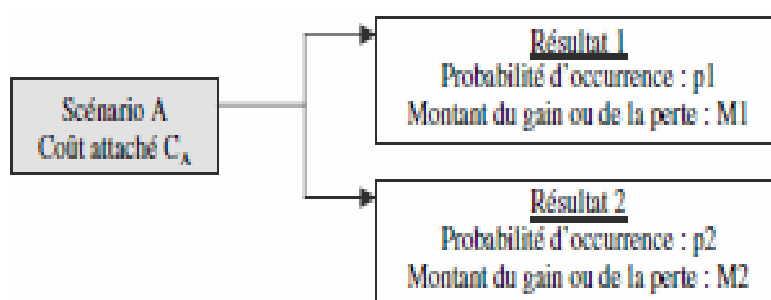 Scénario A
Coût attaché C_A
Résultat 1
Probabilité d'occurrence : p1
Montant du gain ou de la perte : M1
Résultat 2
Probabilité d'occurrence : p2
Montant du gain ou de la perte : M2